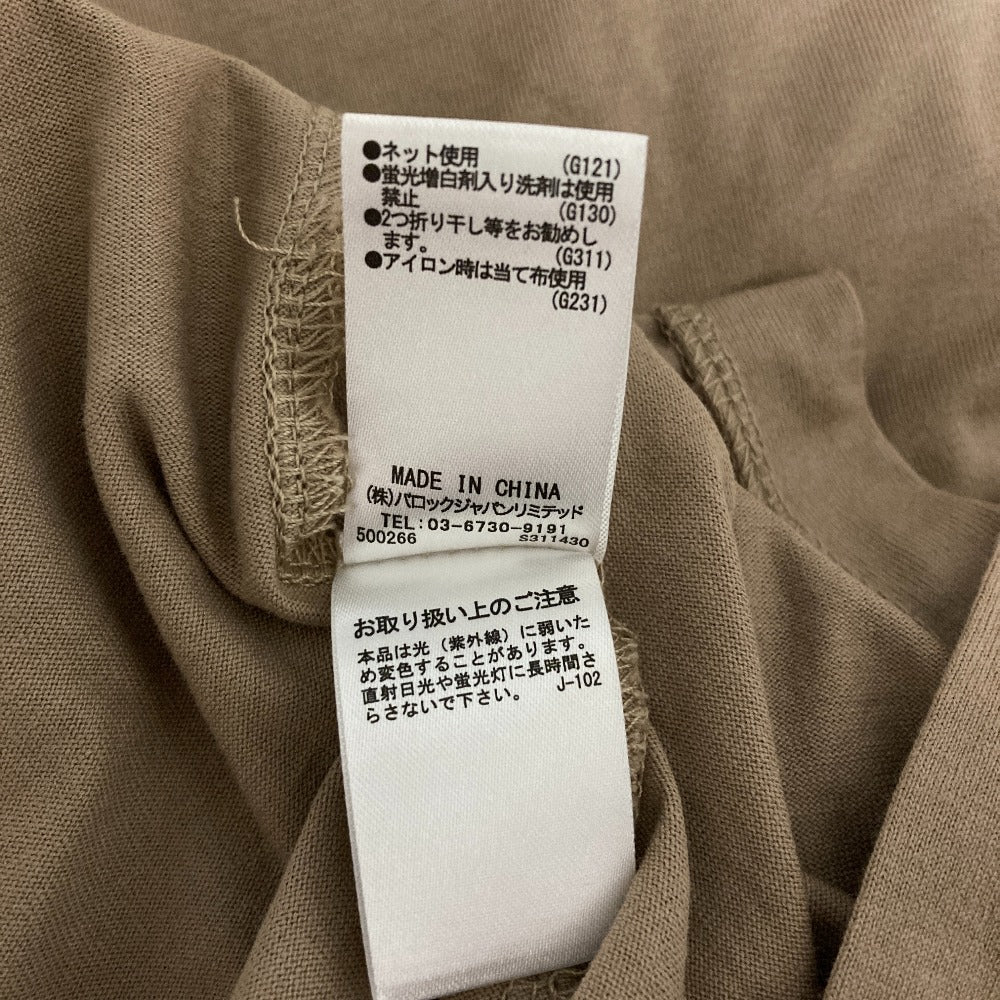 ●ネット使用 (G121)
●蛍光増白剤入り洗剤は使用
禁止 (G130)
●2つ折り干し等をお勧めし
ます。 (G311)
●アイロン時は当て布使用
(G231)
MADE IN CHINA
(株)バロックジャパンリミテッド
TEL:03-6730-9191
500266 S311430
お取り扱い上のご注意
本品は光（紫外線）に弱いた
め変色することがあります。
直射日光や蛍光灯に長時間さ
らさないで下さい。 J-102